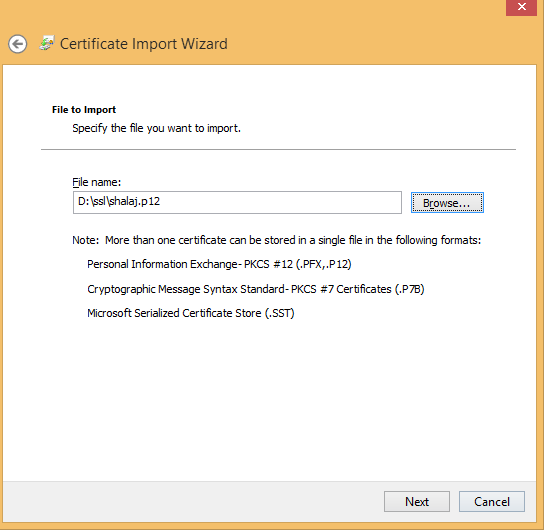 Certificate Import Wizard
File to Import
Specify the file you want to import.
File name:
D:\ssl\shalaj.p12
Browse...
Note: More than one certificate can be stored in a single file in the following formats:
Personal Information Exchange- PKCS #12 (.PFX,.P12)
Cryptographic Message Syntax Standard- PKCS #7 Certificates (.P7B)
Microsoft Serialized Certificate Store (.SST)
Next
Cancel